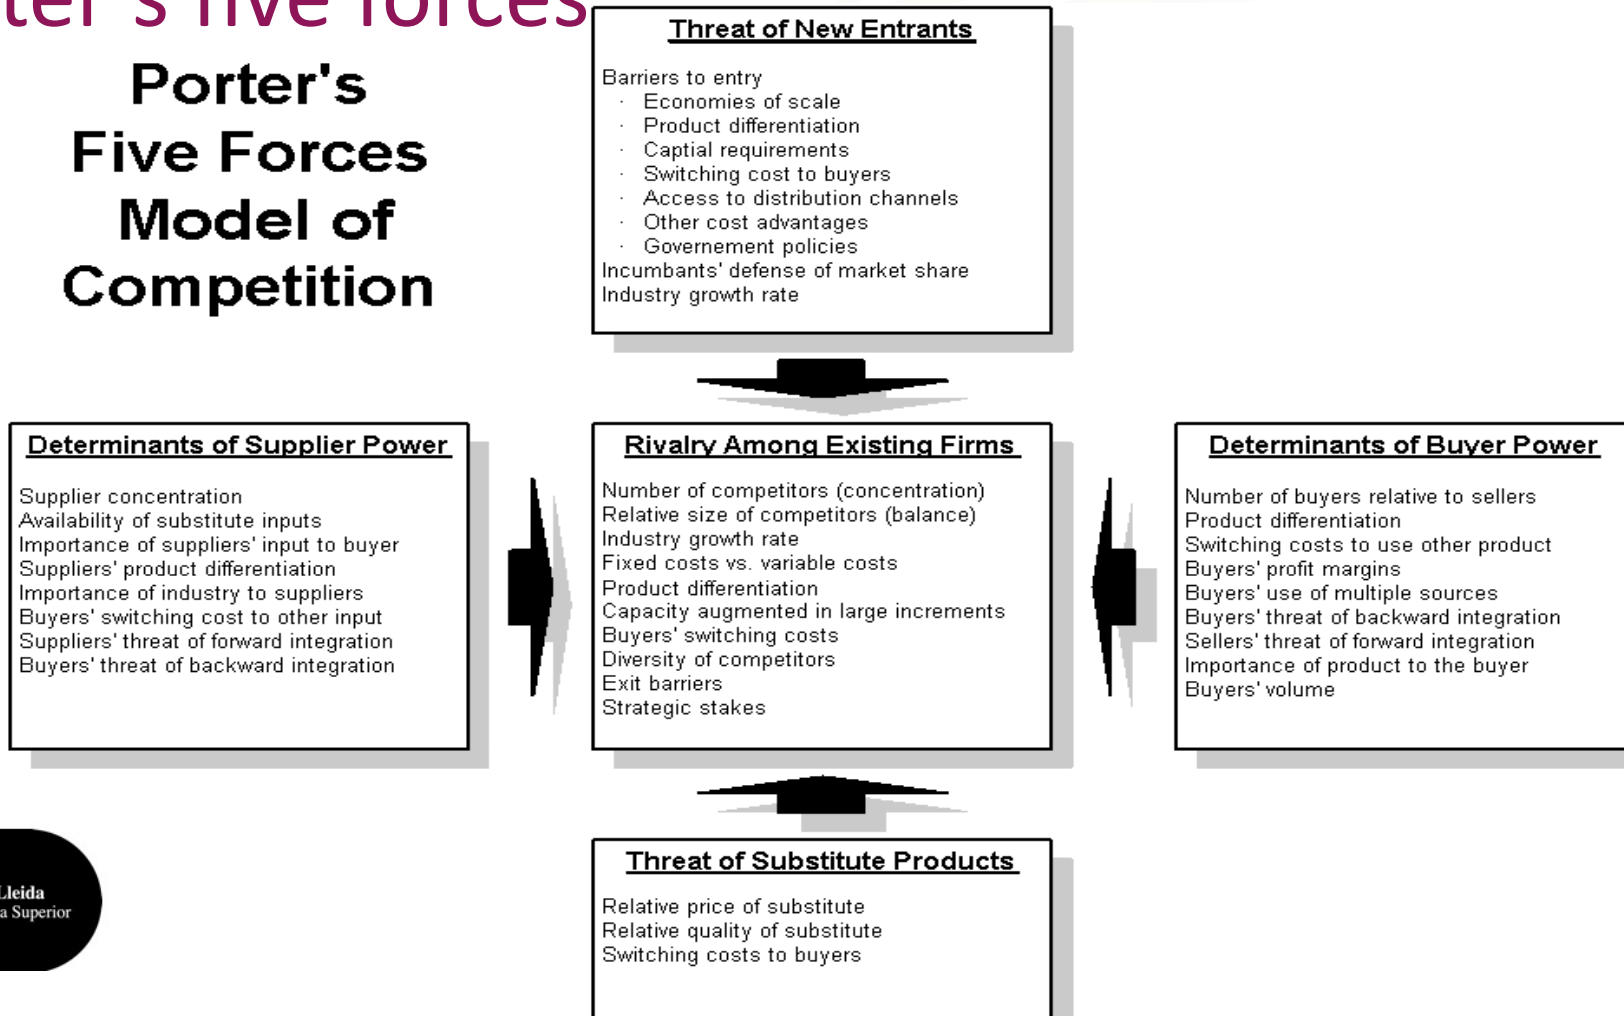 ter's five forces
Porter's
Five Forces
Model of
Competition
Threat of New Entrants
Barriers to entry
· Economies of scale
· Product differentiation
· Captial requirements
· Switching cost to buyers
· Access to distribution channels
· Other cost advantages
· Governement policies
Incumbants' defense of market share
Industry growth rate
Determinants of Supplier Power
Supplier concentration
Availability of substitute inputs
Importance of suppliers' input to buyer
Suppliers' product differentiation
Importance of industry to suppliers
Buyers' switching cost to other input
Suppliers' threat of forward integration
Buyers' threat of backward integration
Rivalry Among Existing Firms
Number of competitors (concentration)
Relative size of competitors (balance)
Industry growth rate
Fixed costs vs. variable costs
Product differentiation
Capacity augmented in large increments
Buyers' switching costs
Diversity of competitors
Exit barriers
Strategic stakes
Determinants of Buyer Power
Number of buyers relative to sellers
Product differentiation
Switching costs to use other product
Buyers' profit margins
Buyers' use of multiple sources
Buyers' threat of backward integration
Sellers' threat of forward integration
Importance of product to the buyer
Buyers' volume
Threat of Substitute Products
Relative price of substitute
Relative quality of substitute
Switching costs to buyers
Lleida
a Superior